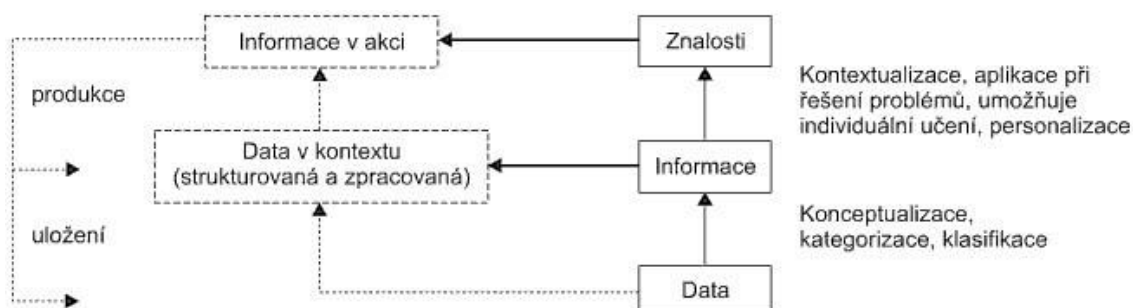 Informace v akci
Znalosti
produkce
Kontextualizace, aplikace při
řešení problémů, umožňuje
individuální učení, personalizace
Data v kontextu
(strukturovaná a zpracovaná)
Informace
uložení
Konceptualizace,
kategorizace, klasifikace
Data